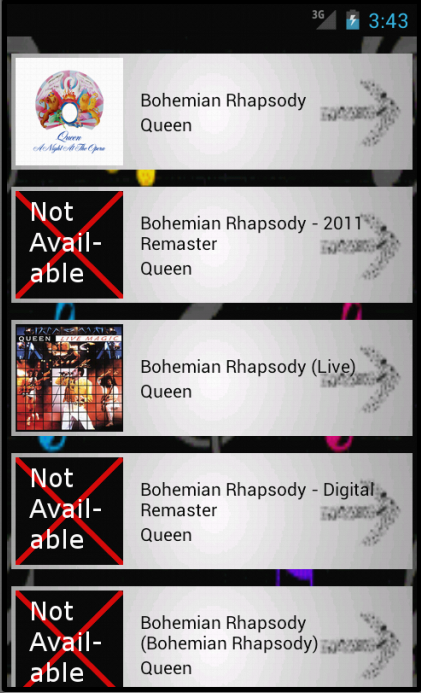 3G
3:43
Queen
A Night At The Opera
Bohemian Rhapsody
Queen
Not
Avail-
able
Bohemian Rhapsody - 2011
Remaster
Queen
QUEEN LIVE MAGIC
Bohemian Rhapsody (Live)
Queen
Not
Avail-
able
Bohemian Rhapsody - Digital
Remaster
Queen
Not
Avail-
able
Bohemian Rhapsody
(Bohemian Rhapsody)
Queen